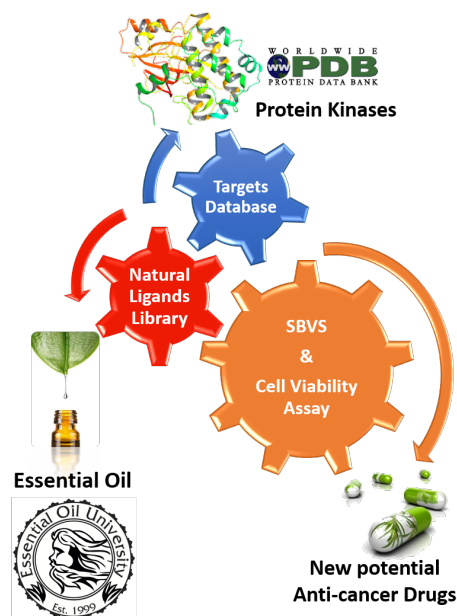 WORLDWIDE
ww PDB
PROTEIN DATA BANK
Protein Kinases
Targets
Database
Natural
Ligands
Library
SBVS
&
Cell Viability
Assay
Essential Oil
Essential Oil University
Est. 1999
New potential
Anti-cancer Drugs